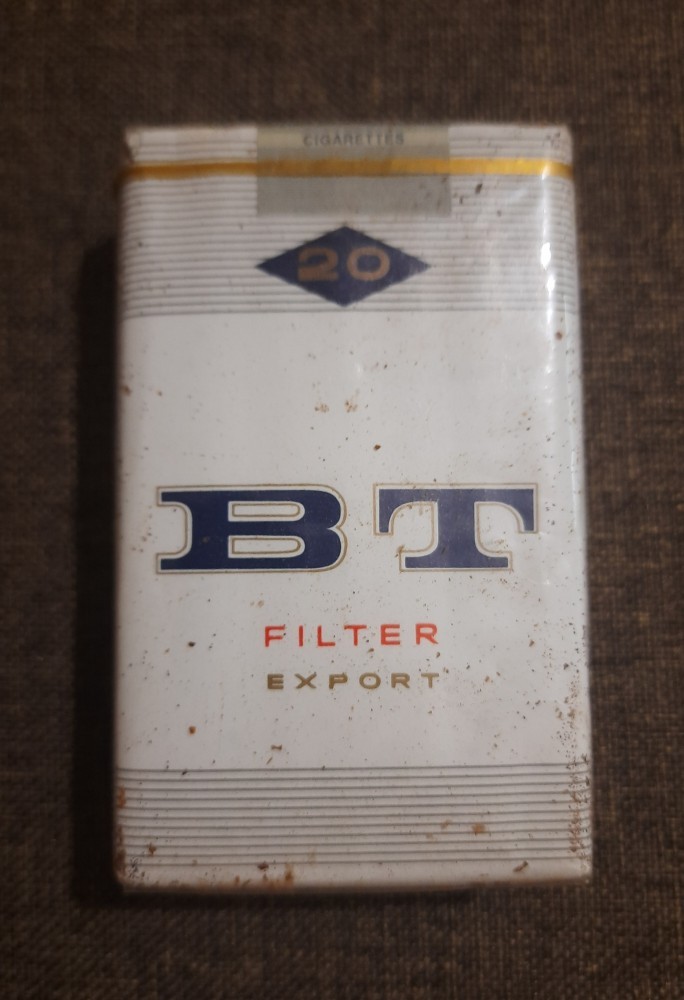 CIGARETTES
20
BT
FILTER
EXPORT